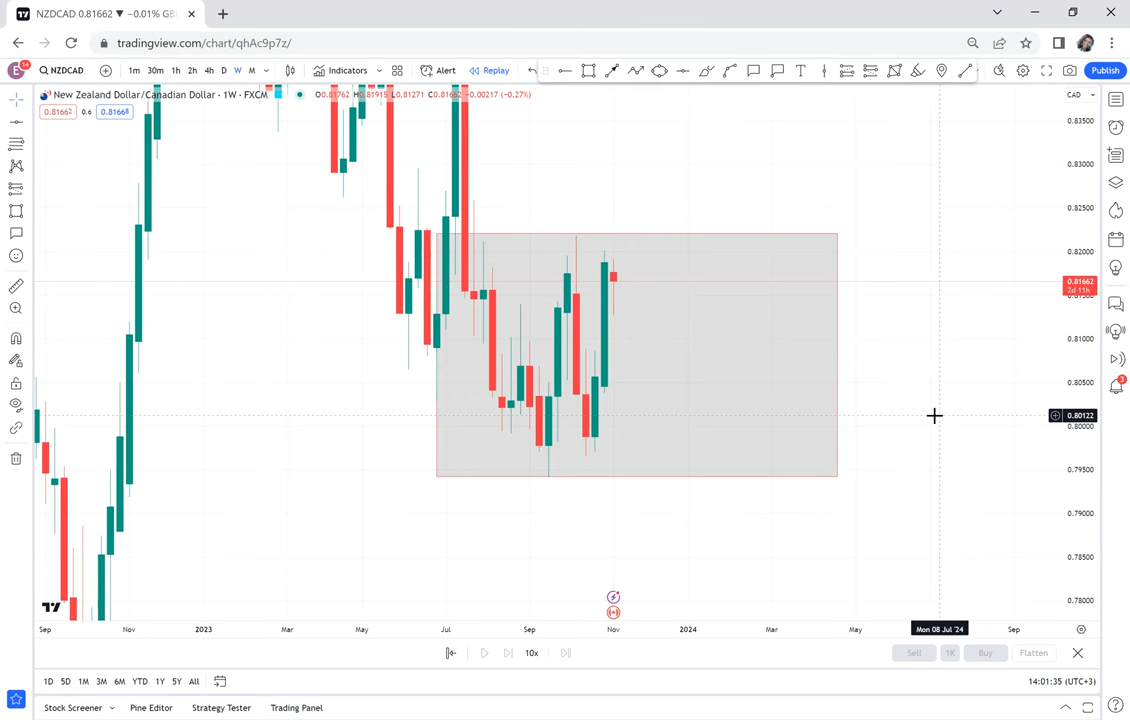 NZDCAD 0.81662 ▼ −0.01% GB
tradingview.com/chart/qhAc9p7z/
E 14 NZDCAD 1m 30m 1h 2h 4h D W M Indicators Alert Replay Publish
New Zealand Dollar/Canadian Dollar · 1W · FXCM O0.81762 H0.81915 L0.81271 C0.81662 −0.00217 (−0.27%)
CAD
0.81662 0.6 0.81668
0.83500
0.83000
0.82500
0.82000
0.81662
2d 11h
0.81000
0.80500
0.80122
0.80000
0.79500
0.79000
0.78500
0.78000
3
Sep Nov 2023 Mar May Jul Sep Nov 2024 Mar May Mon 08 Jul '24 Sep
10x Sell 1K Buy Flatten
1D 5D 1M 3M 6M YTD 1Y 5Y All 14:01:35 (UTC+3)
Stock Screener Pine Editor Strategy Tester Trading Panel